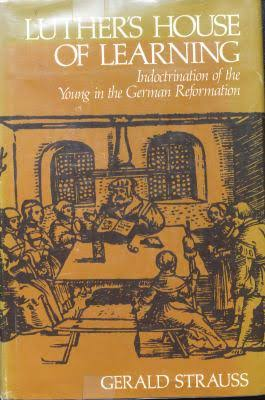 LUTHER'S HOUSE
OF LEARNING
Indoctrination of the
Young in the German Reformation
GERALD STRAUSS